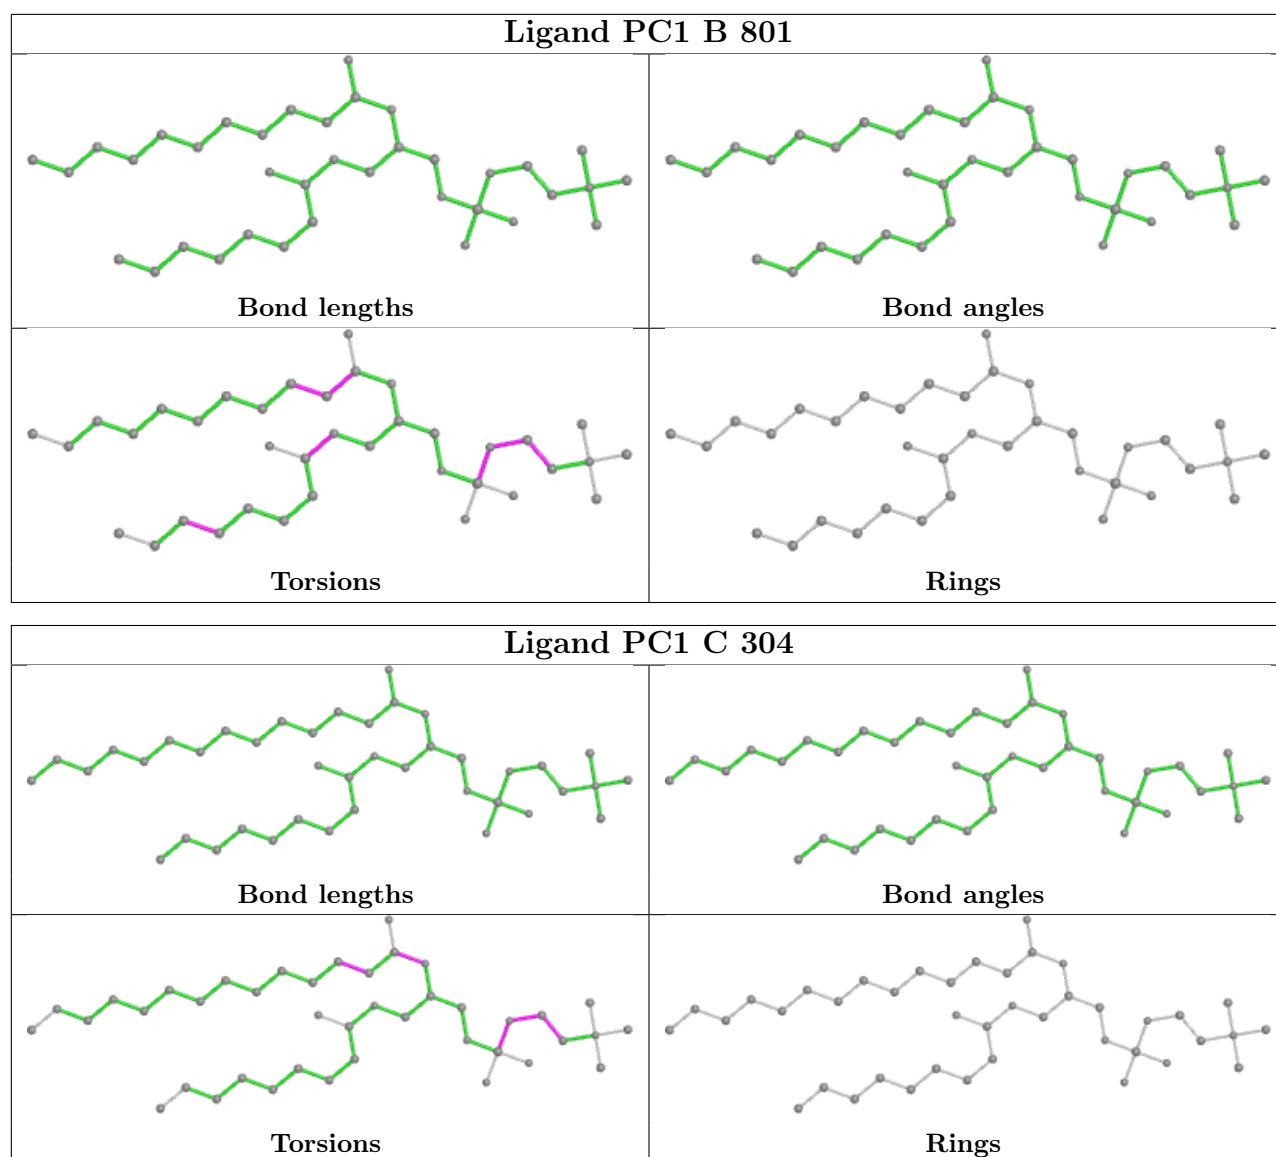 Ligand PC1 B 801
Bond lengths
Bond angles
Torsions
Rings
Ligand PC1 C 304
Bond lengths
Bond angles
Torsions
Rings